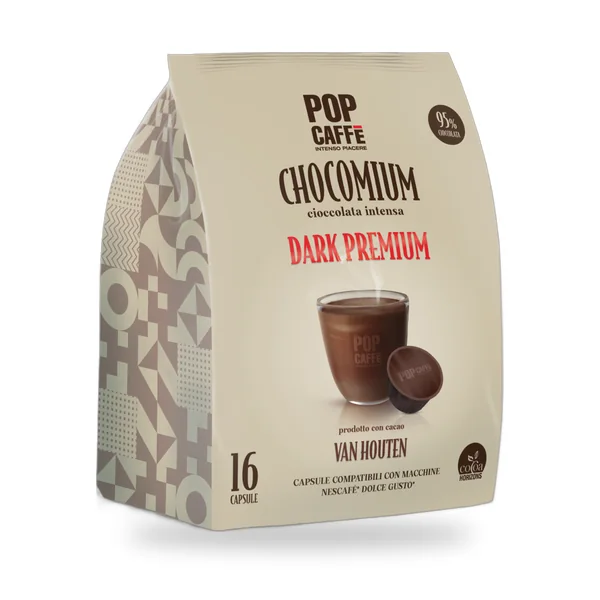 POP
CAFFÈ
INTENSO PIACERE
95%
CIOCCOLATA
CHOCOMIUM
cioccolata intensa
DARK PREMIUM
POP
CAFFÈ
POP CAFFÈ
prodotto con cacao
VAN HOUTEN
16
CAPSULE
CAPSULE COMPATIBILI CON MACCHINE
NESCAFÉ* DOLCE GUSTO*
cocoa
HORIZONS